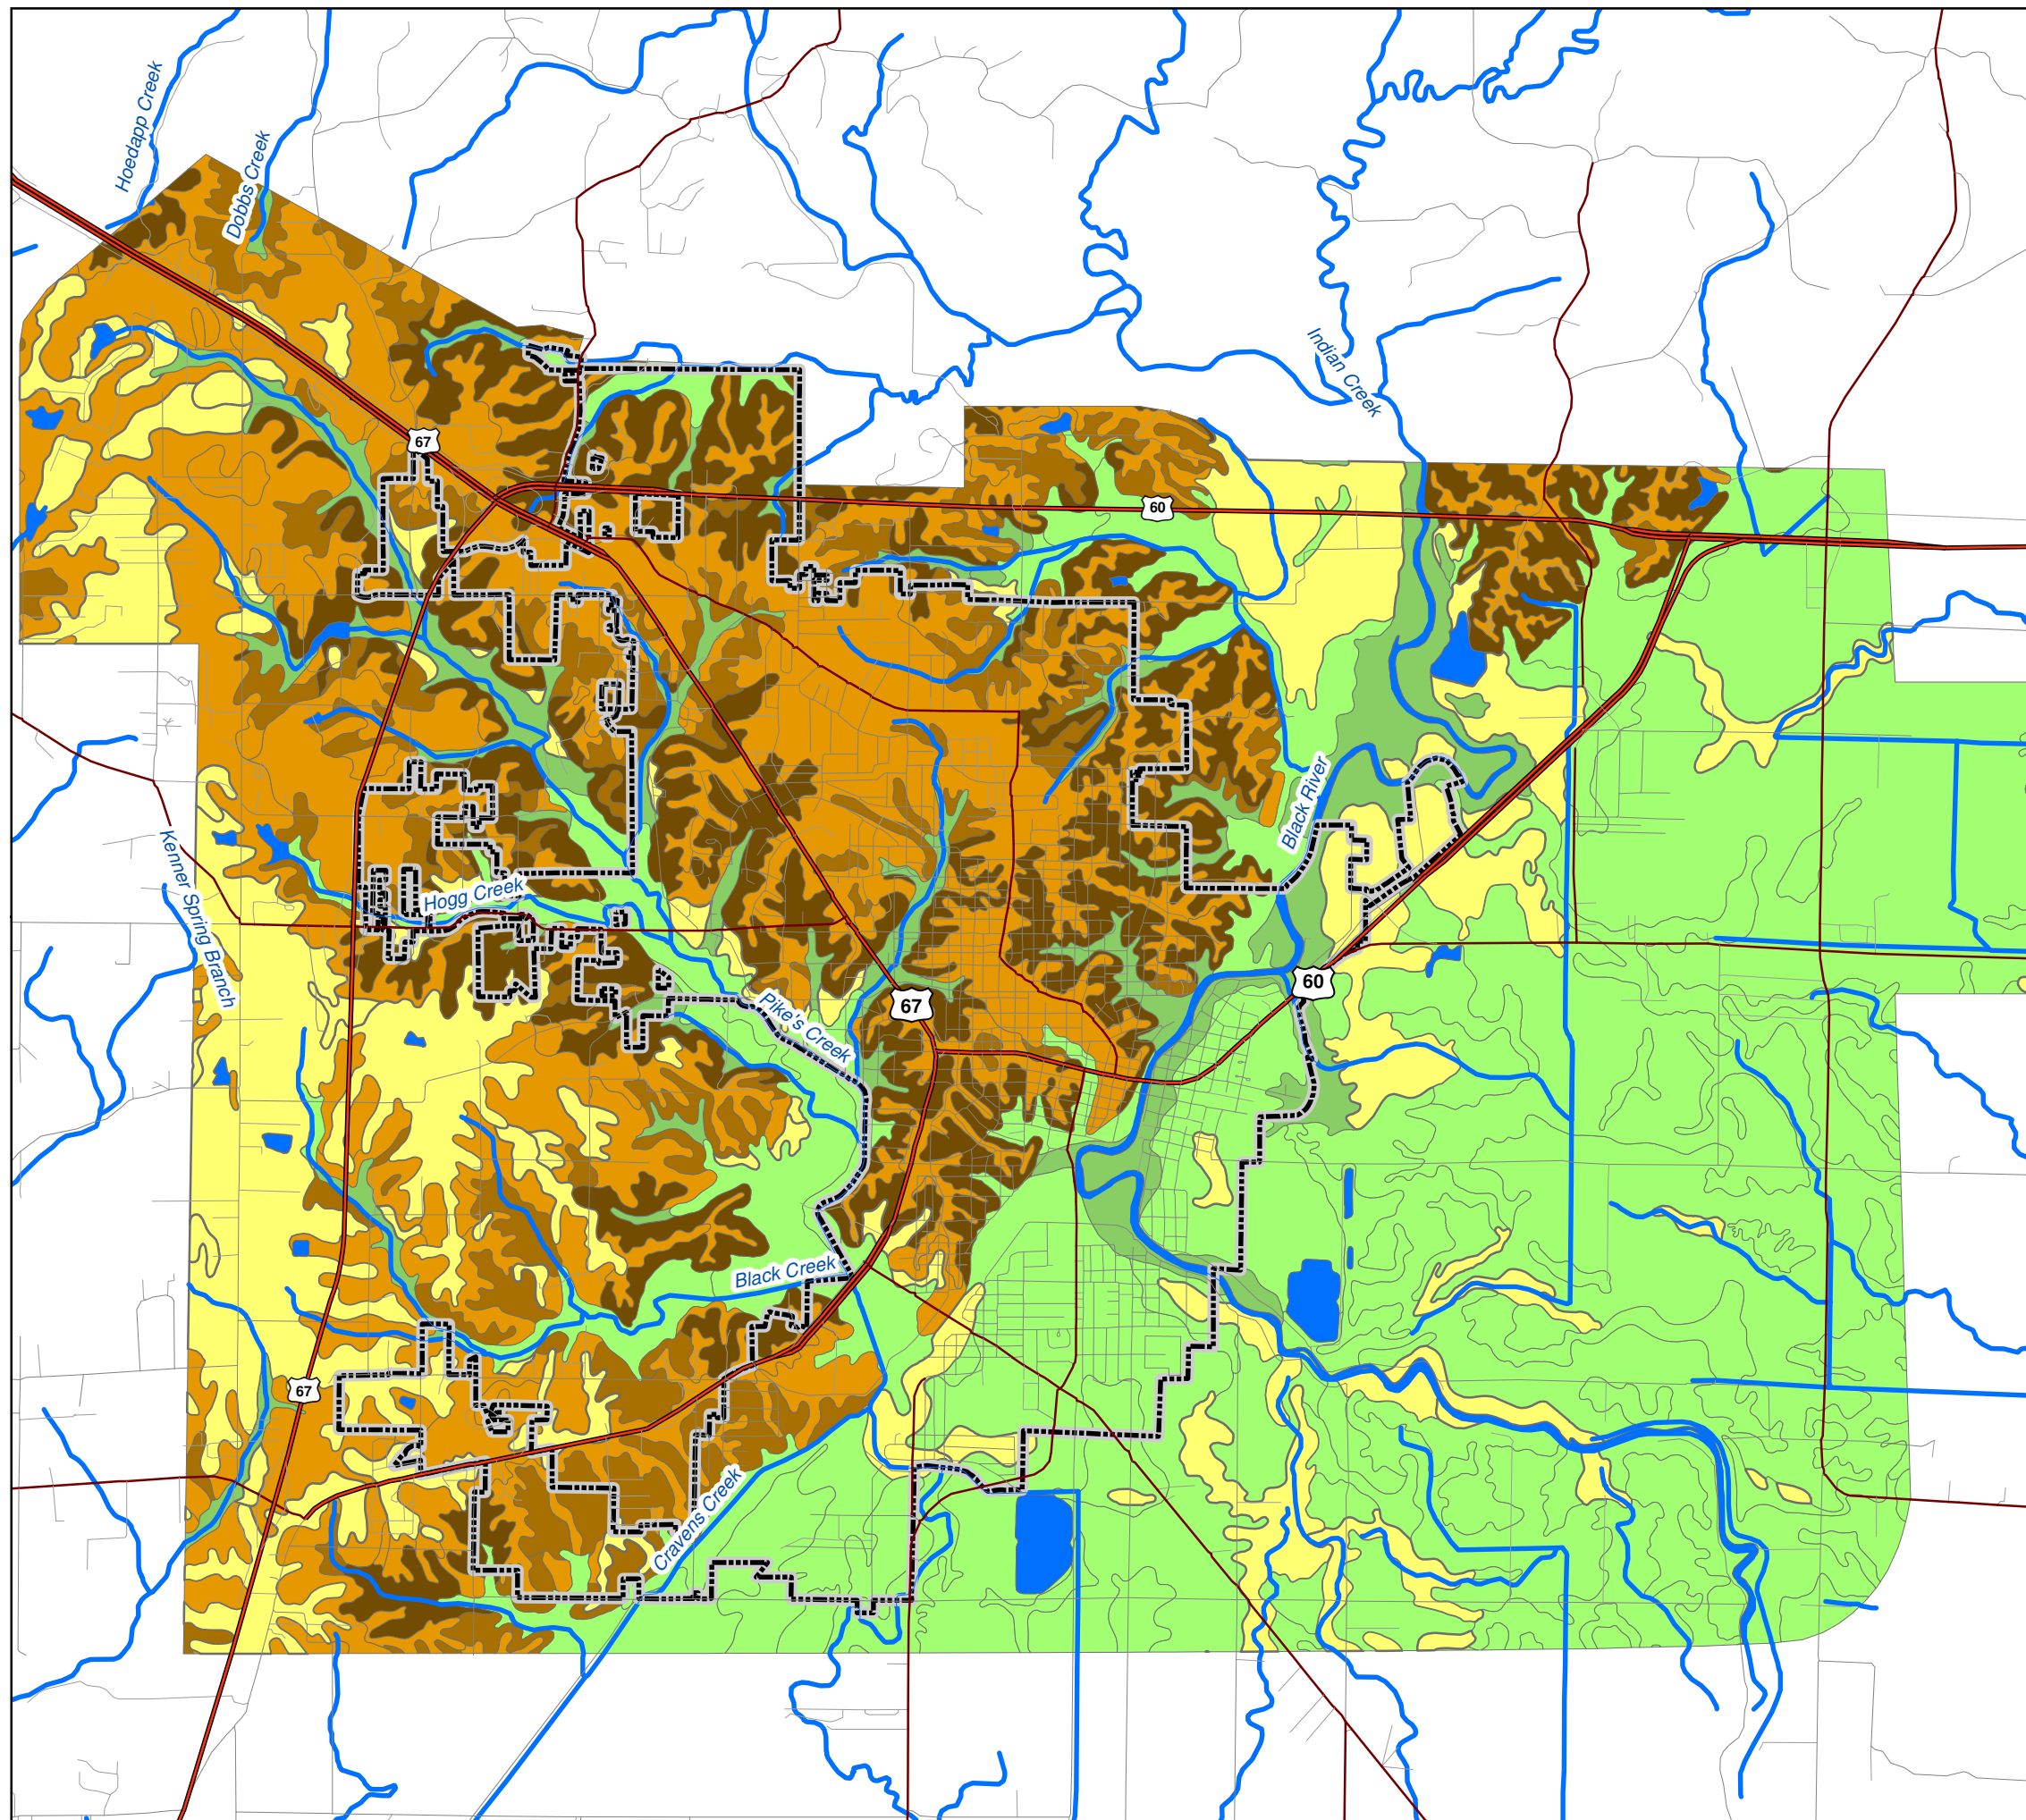 Hoedapp Creek
Dobbs Creek
Indian Creek
67
60
Black River
Kenner Spring Branch
Hogg Creek
60
67
Pike's Creek
Black Creek
67
Cravens Creek